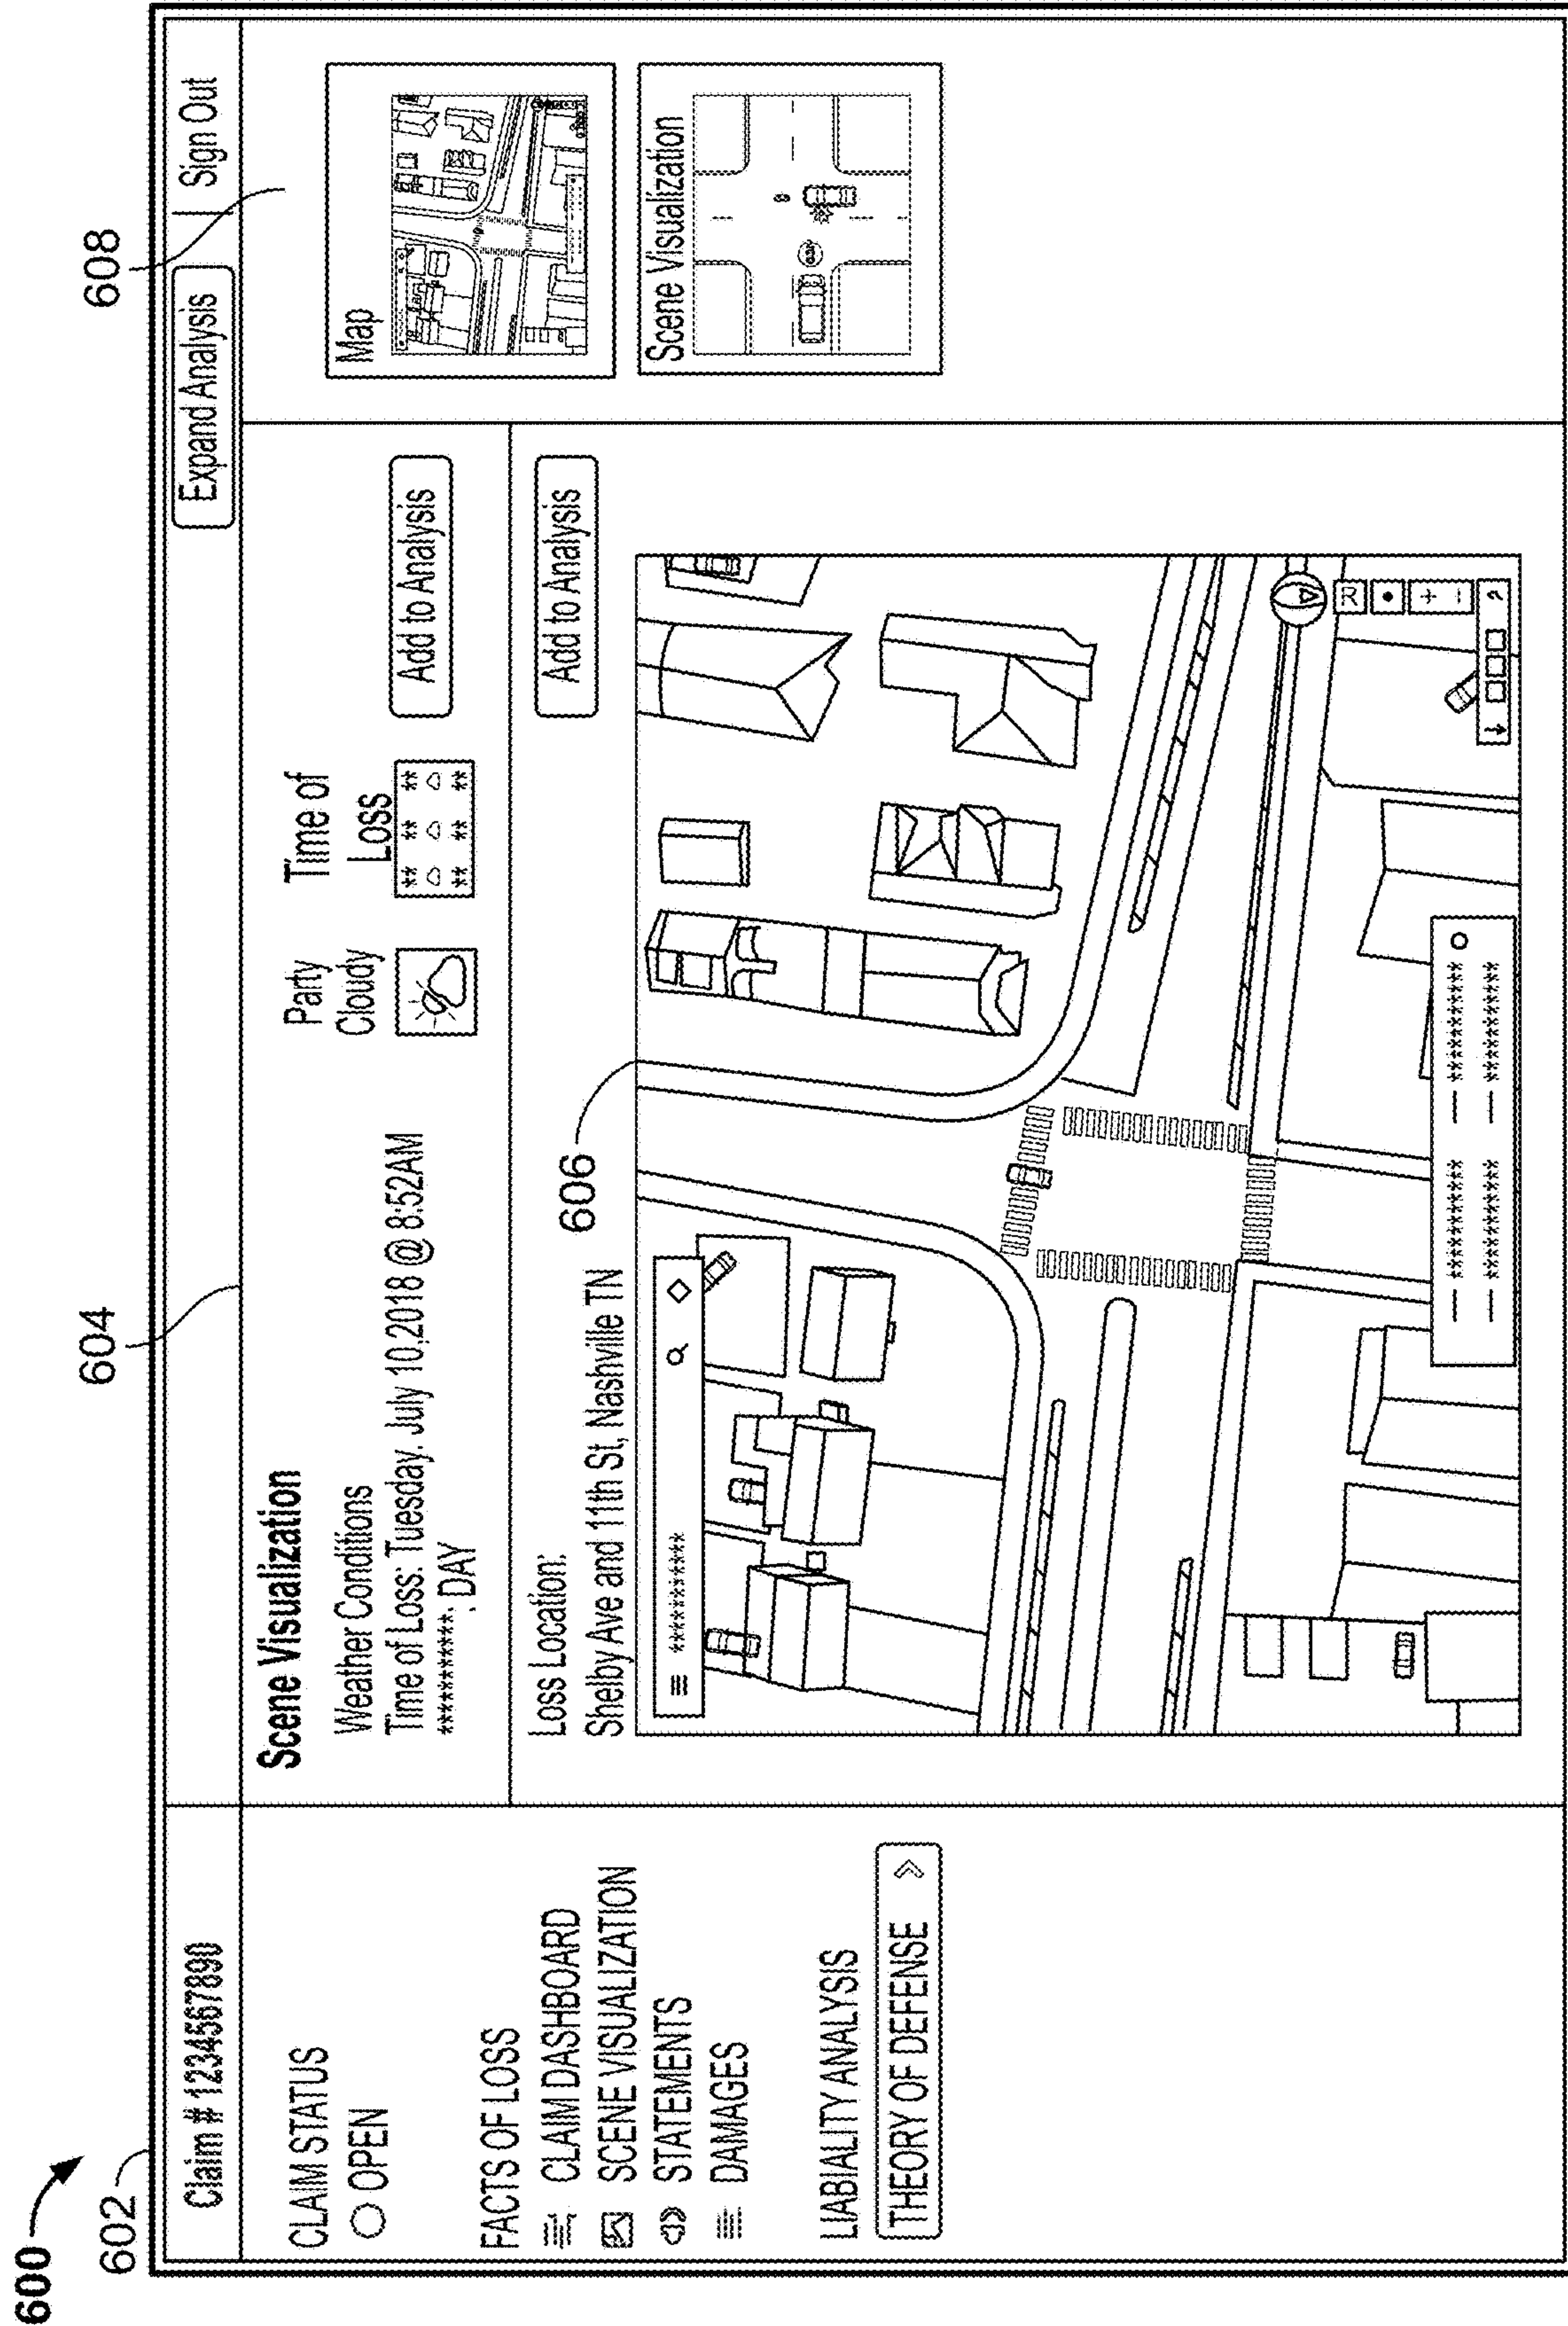 600
602
604
608
Claim # 1234567890
Expand Analysis
Sign Out
CLAIM STATUS
OPEN
FACTS OF LOSS
CLAIM DASHBOARD
SCENE VISUALIZATION
STATEMENTS
DAMAGES
LIABIALITY ANALYSIS
THEORY OF DEFENSE
Scene Visualization
Weather Conditions
Time of Loss: Tuesday. July 10,2018 @ 8:52AM
**********. DAY
Party
Cloudy
Time of
Loss
** ** **
** ** **
Add to Analysis
Loss Location:
Shelby Ave and 11th St, Nashville TN
606
Add to Analysis
***********
— ********** — **********
— ********** — **********
R
+
−
?
Map
Scene Visualization